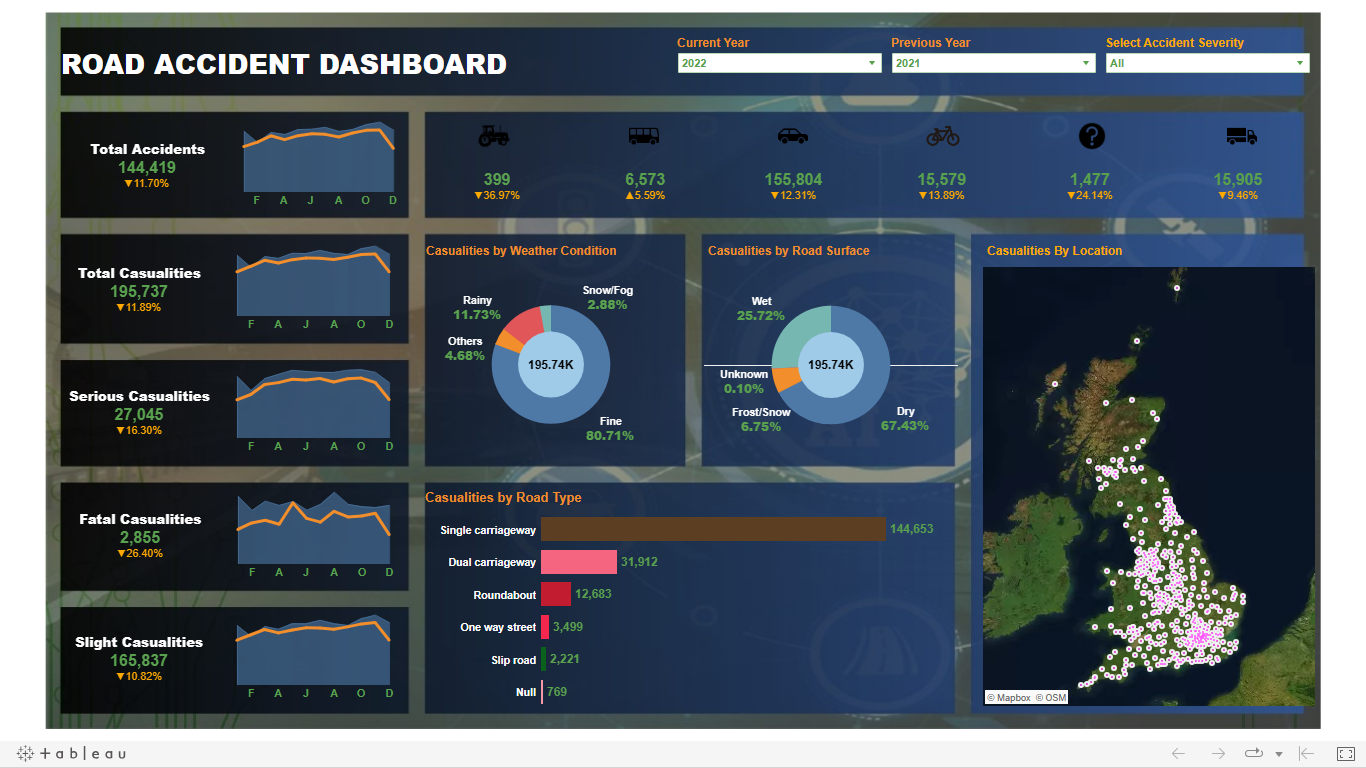 ROAD ACCIDENT DASHBOARD
Current Year
2022
Previous Year
2021
Select Accident Severity
All
Total Accidents
144,419
▼11.70%
F A J A O D
399
▼36.97%
6,573
▲5.59%
155,804
▼12.31%
15,579
▼13.89%
?
1,477
▼24.14%
15,905
▼9.46%
Total Casualities
195,737
▼11.89%
F A J A O D
Serious Casualities
27,045
▼16.30%
F A J A O D
Fatal Casualities
2,855
▼26.40%
F A J A O D
Slight Casualities
165,837
▼10.82%
F A J A O D
Casualities by Weather Condition
Snow/Fog
2.88%
Rainy
11.73%
Others
4.68%
195.74K
Fine
80.71%
Casualities by Road Surface
Wet
25.72%
195.74K
Unknown
0.10%
Frost/Snow
6.75%
Dry
67.43%
Casualities by Road Type
Single carriageway 144,653
Dual carriageway 31,912
Roundabout 12,683
One way street 3,499
Slip road 2,221
Null 769
Casualities By Location
© Mapbox © OSM
+ a b | e a u